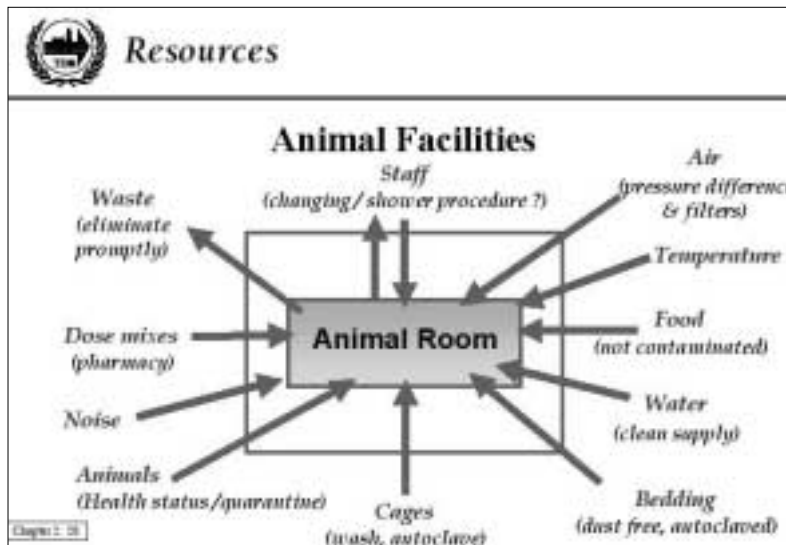 Resources
Animal Facilities
Staff
(changing/shower procedure ?)
Air
(pressure difference
& filters)
Waste
(eliminate
promptly)
Temperature
Dose mixes
(pharmacy)
Animal Room
Food
(not contaminated)
Noise
Water
(clean supply)
Animals
(Health status/quarantine)
Cages
(wash, autoclave)
Bedding
(dust free, autoclaved)